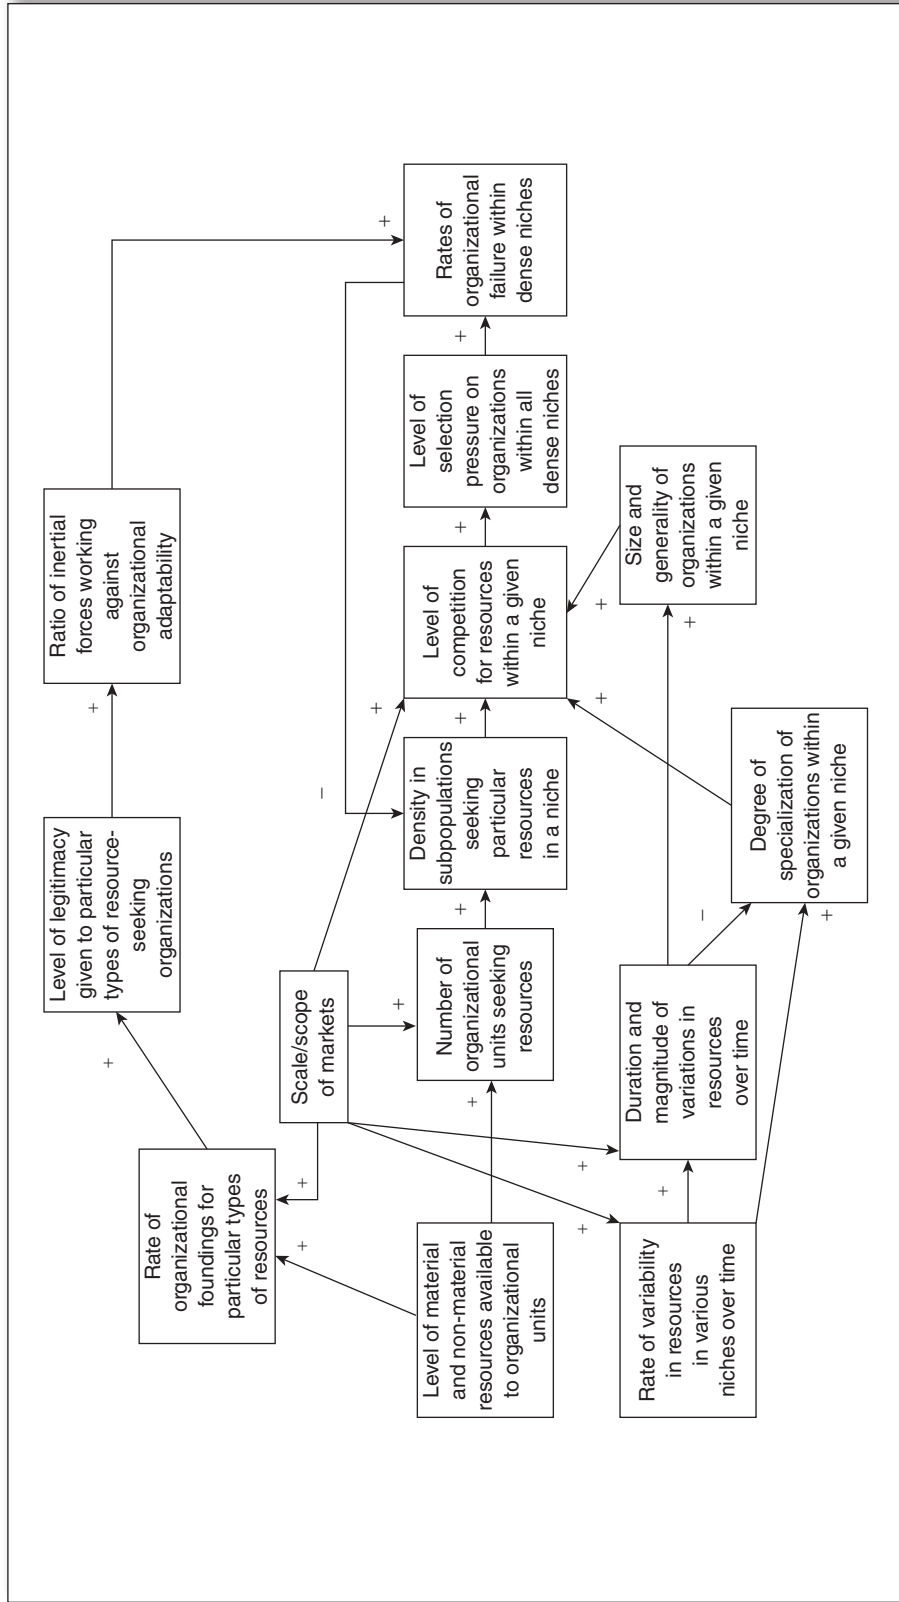 Rate of
organizational
foundings for
particular types
of resources
+
+
+
Level of legitimacy
given to particular
types of resource-
seeking
organizations
+
Ratio of inertial
forces working
against
organizational
adaptability
+
Scale/scope
of markets
+
+
+
+
–
Level of material
and non-material
resources available
to organizational
units
+
Number of
organizational
units seeking
resources
+
Density in
subpopulations
seeking
particular
resources
in a niche
+
Level of
competition
for resources
within a given
niche
+
Level of
selection
pressure on
organizations
within all
dense niches
+
Rates of
organizational
failure within
dense niches
+
+
Rate of variability
in resources
in various
niches over time
+
Duration and
magnitude of
variations in
resources
over time
–
+
+
Size and
generality of
organizations
within a given
niche
Degree of
specialization of
organizations within
a given niche